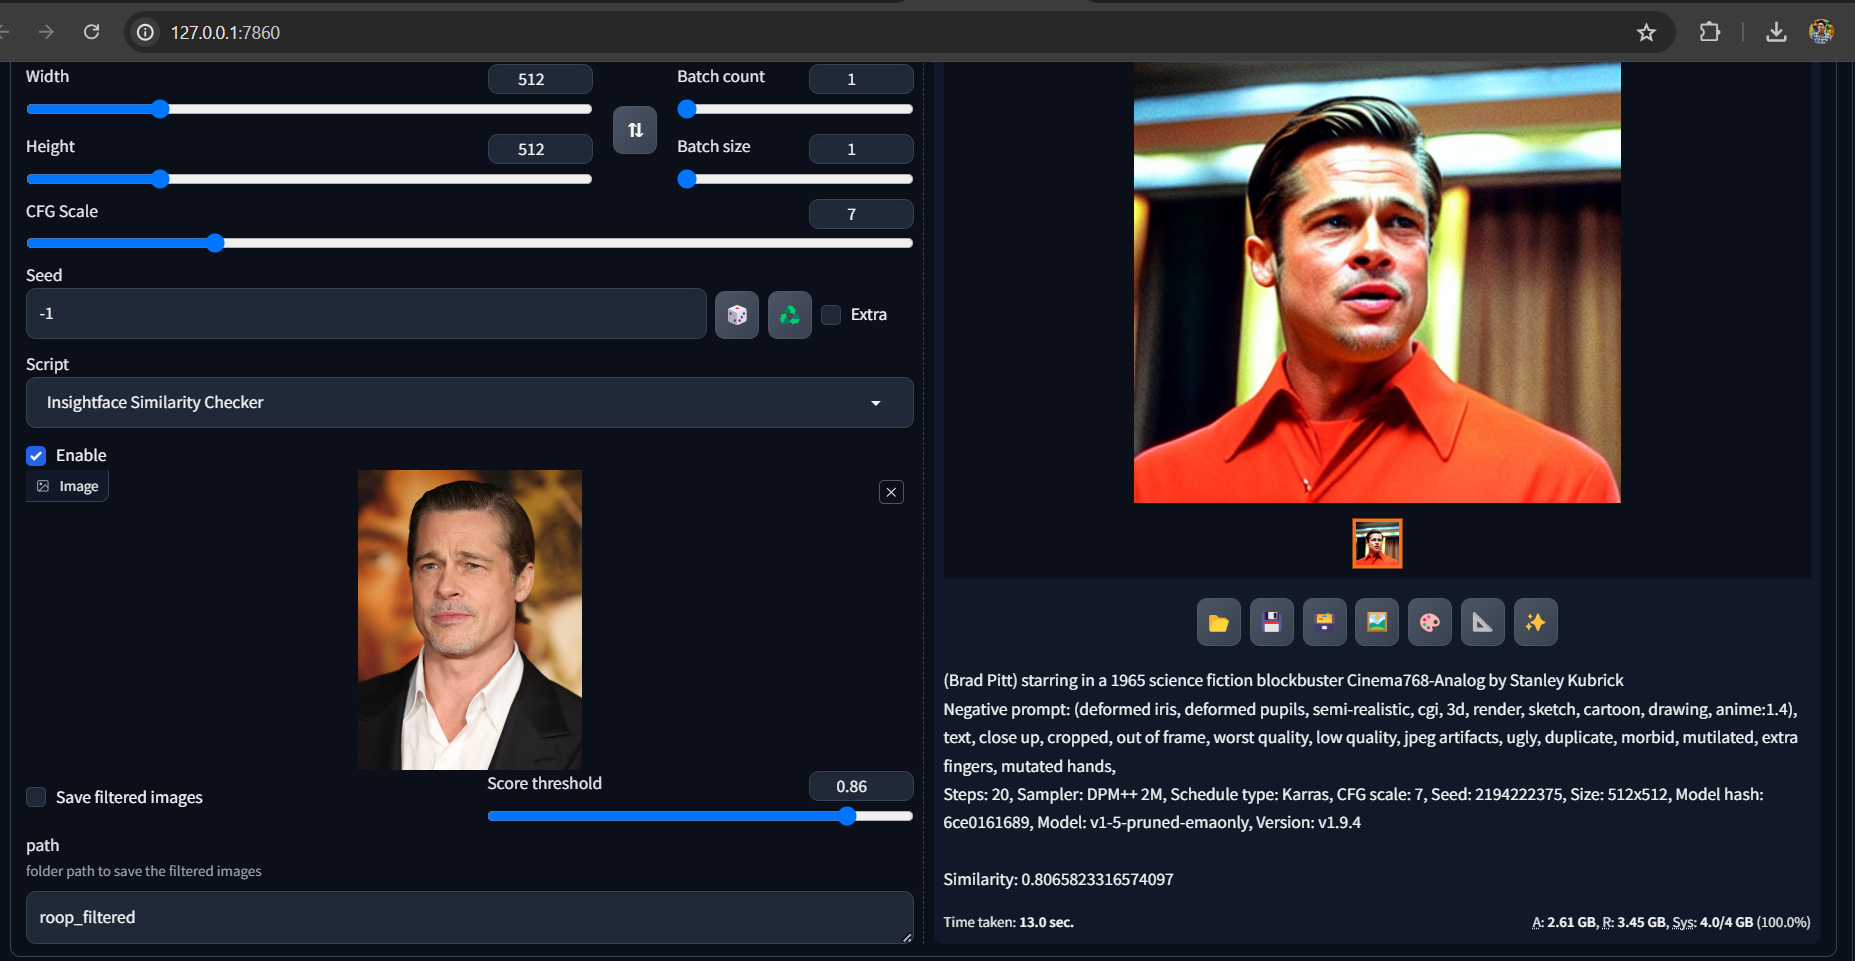 127.0.0.1:7860
Width
512
Batch count
1
Height
512
Batch size
1
CFG Scale
7
Seed
-1
Extra
Script
Insightface Similarity Checker
Enable
Image
Save filtered images
Score threshold
0.86
path
folder path to save the filtered images
roop_filtered
(Brad Pitt) starring in a 1965 science fiction blockbuster Cinema768-Analog by Stanley Kubrick
Negative prompt: (deformed iris, deformed pupils, semi-realistic, cgi, 3d, render, sketch, cartoon, drawing, anime:1.4),
text, close up, cropped, out of frame, worst quality, low quality, jpeg artifacts, ugly, duplicate, morbid, mutilated, extra
fingers, mutated hands,
Steps: 20, Sampler: DPM++ 2M, Schedule type: Karras, CFG scale: 7, Seed: 2194222375, Size: 512x512, Model hash:
6ce0161689, Model: v1-5-pruned-emaonly, Version: v1.9.4
Similarity: 0.8065823316574097
Time taken: 13.0 sec.
A: 2.61 GB, R: 3.45 GB, Sys: 4.0/4 GB (100.0%)